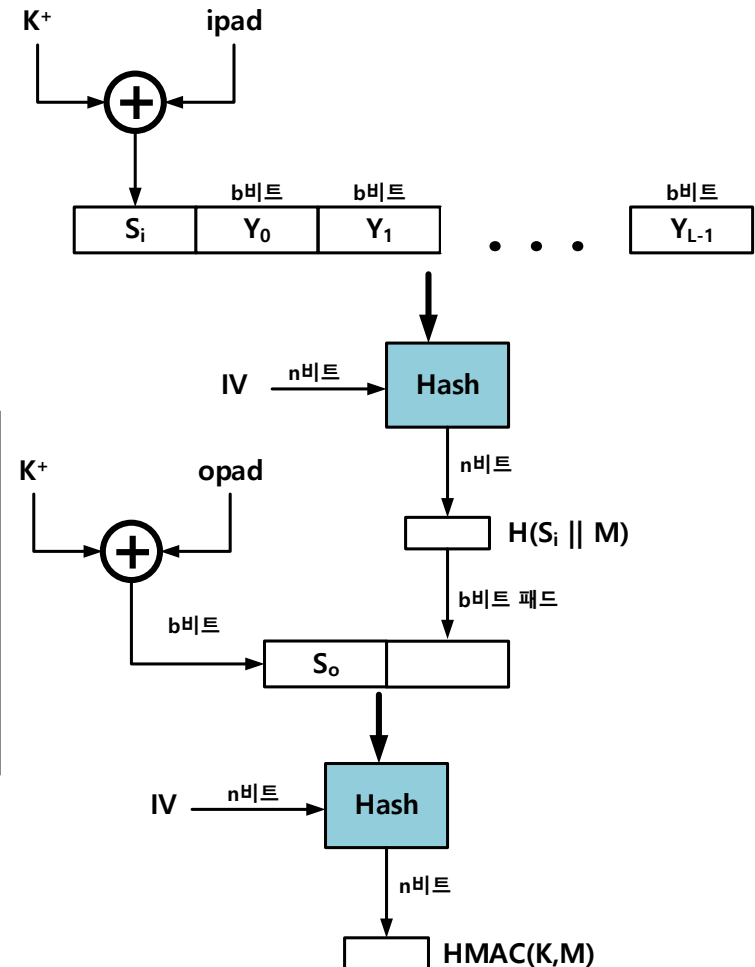 K⁺ ipad
b비트 b비트 b비트
Sᵢ Y₀ Y₁ • • • Y_L-1
IV n비트 Hash
n비트
K⁺ opad
H(Sᵢ || M)
b비트 패드
b비트
Sₒ
IV n비트 Hash
n비트
HMAC(K,M)